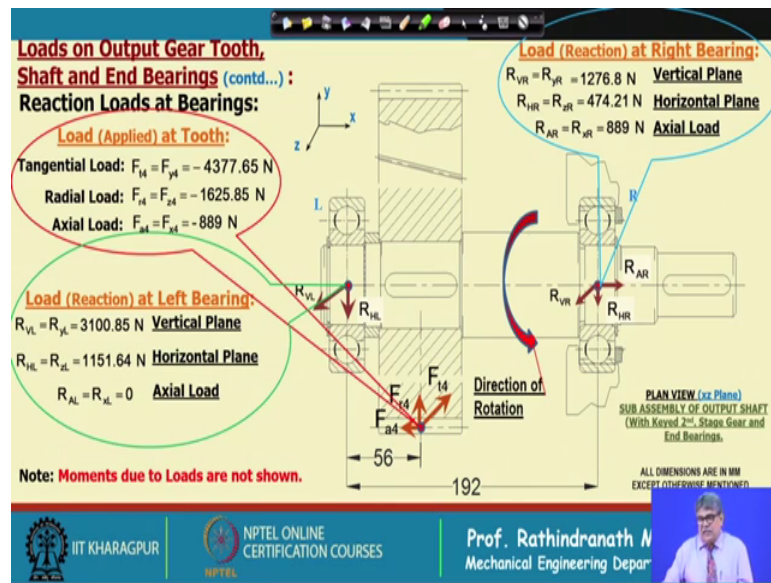 Loads on Output Gear Tooth,
Shaft and End Bearings (contd...) :
Reaction Loads at Bearings:
Load (Applied) at Tooth:
Tangential Load: Ft4 = Fy4 = − 4377.65 N
Radial Load: Fr4 = Fz4 = −1625.85 N
Axial Load: Fa4 = Fx4 = -889 N
Load (Reaction) at Left Bearing:
RVL = RyL = 3100.85 N Vertical Plane
RHL = RzL = 1151.64 N Horizontal Plane
RAL = RxL = 0 Axial Load
Note: Moments due to Loads are not shown.
y
x
z
L
RVL
RHL
Fr4
Ft4
Fa4
56
192
Direction of
Rotation
Load (Reaction) at Right Bearing:
RVR = RyR = 1276.8 N Vertical Plane
RHR = RzR = 474.21 N Horizontal Plane
RAR = RxR = 889 N Axial Load
R
RAR
RVR
RHR
PLAN VIEW (xz Plane)
SUB ASSEMBLY OF OUTPUT SHAFT
(With Keyed 2nd. Stage Gear and
End Bearings.
ALL DIMENSIONS ARE IN MM
EXCEPT OTHERWISE MENTIONED
IIT KHARAGPUR
NPTEL
NPTEL ONLINE
CERTIFICATION COURSES
Prof. Rathindranath M
Mechanical Engineering Depar